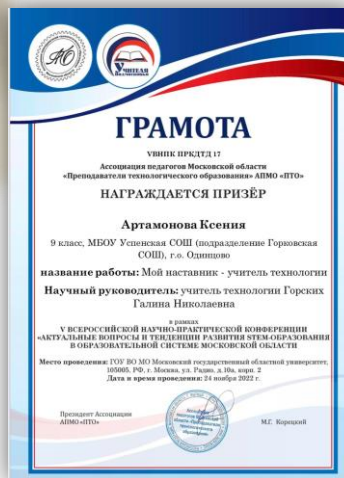 УЧИТЕЛЯ
ПОДМОСКОВЬЯ
ГРАМОТА
УВНПК ПРКДТД 17
Ассоциация педагогов Московской области
«Преподаватели технологического образования» АПМО «ПТО»
НАГРАЖДАЕТСЯ ПРИЗЁР
Артамонова Ксения
9 класс, МБОУ Успенская СОШ (подразделение Горковская
СОШ), г.о. Одинцово
название работы: Мой наставник - учитель технологии
Научный руководитель: учитель технологии Горских
Галина Николаевна
в рамках
V ВСЕРОССИЙСКОЙ НАУЧНО-ПРАКТИЧЕСКОЙ КОНФЕРЕНЦИИ
«АКТУАЛЬНЫЕ ВОПРОСЫ И ТЕНДЕНЦИИ РАЗВИТИЯ STEM-ОБРАЗОВАНИЯ
В ОБРАЗОВАТЕЛЬНОЙ СИСТЕМЕ МОСКОВСКОЙ ОБЛАСТИ
Место проведения: ГОУ ВО МО Московский государственный областной университет,
105005, РФ, г. Москва, ул. Радио, д.10а, корп. 2
Дата и время проведения: 24 ноября 2022 г.
Президент Ассоциации
АПМО «ПТО»
М.Г. Корецкий